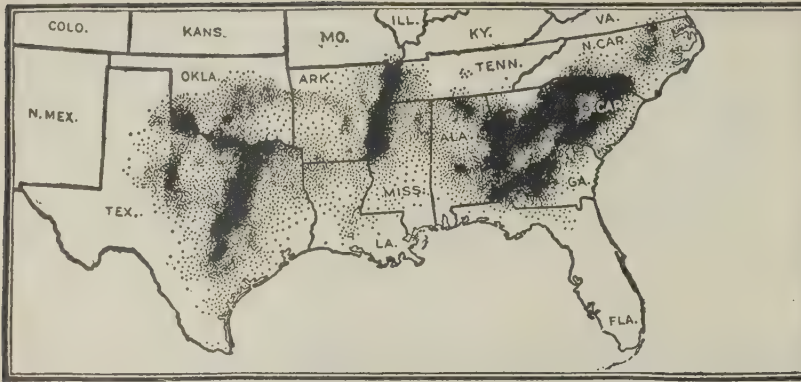 COLO.
KANS.
MO.
ILL.
KY.
VA.
N.CAR.
TENN.
OKLA.
ARK.
N.MEX.
S.CAR.
ALA.
TEX.
MISS.
GA.
LA.
FLA.